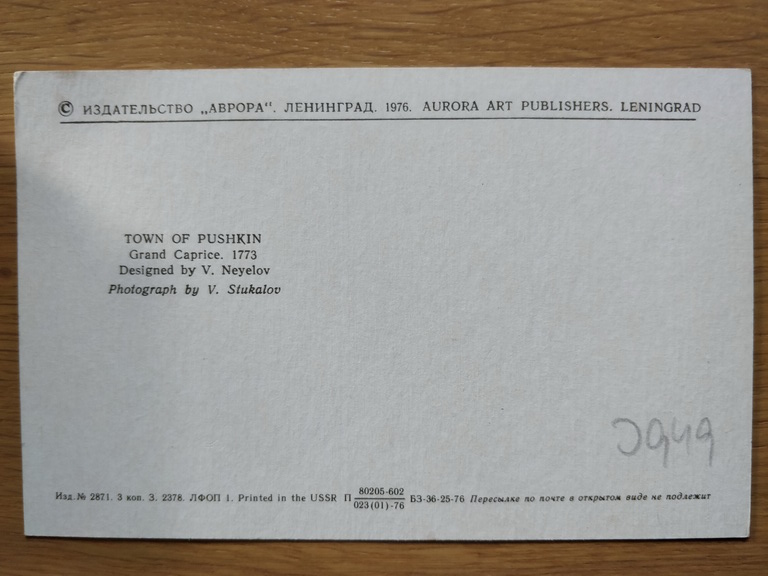 © ИЗДАТЕЛЬСТВО „АВРОРА“. ЛЕНИНГРАД. 1976. AURORA ART PUBLISHERS. LENINGRAD
TOWN OF PUSHKIN
Grand Caprice. 1773
Designed by V. Neyelov
Photograph by V. Stukalov
Изд. № 2871. 3 коп. З. 2378. ЛФОП 1. Printed in the USSR П 80205-602 / 023(01)-76 БЗ-36-25-76 Пересылке по почте в открытом виде не подлежит